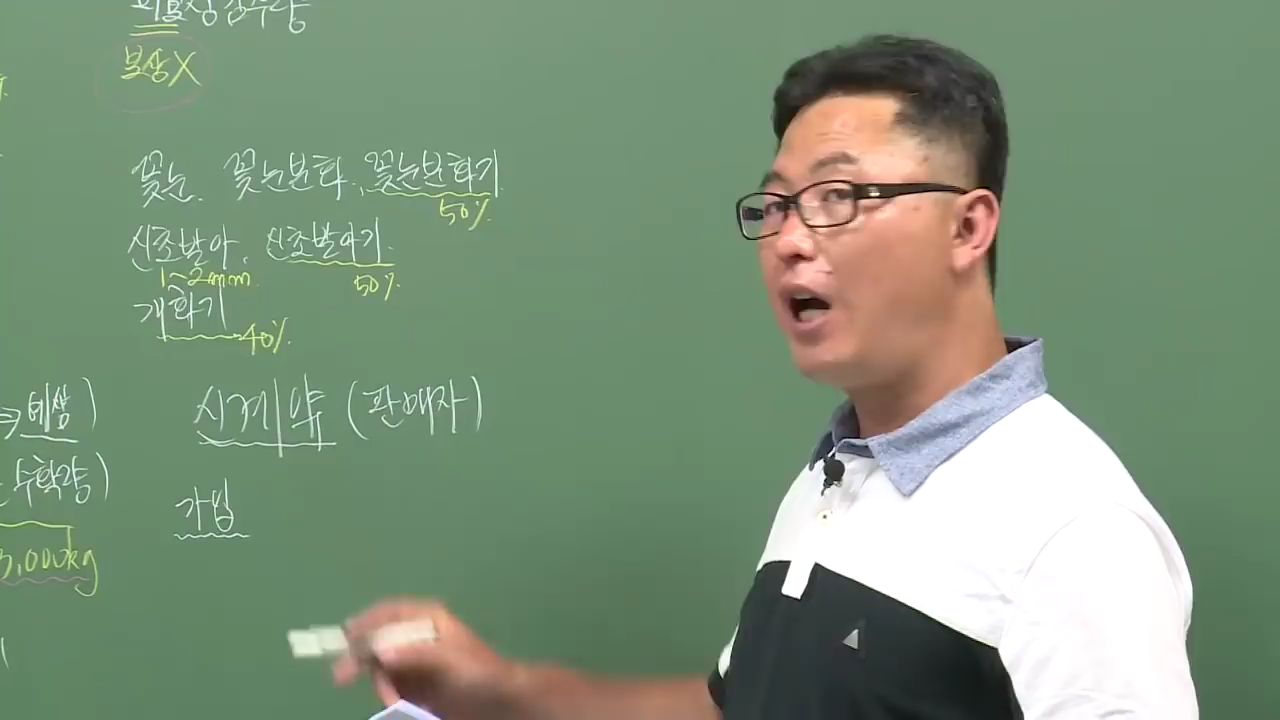 보상X
꽃눈. 꽃눈분화., 꽃눈분화기.
50%.
신초발아. 신초발아기.
1~2mm. 50%.
개화기
40%.
⇒예상) 시계약 (판매자)
수확량) 가입
3,000kg